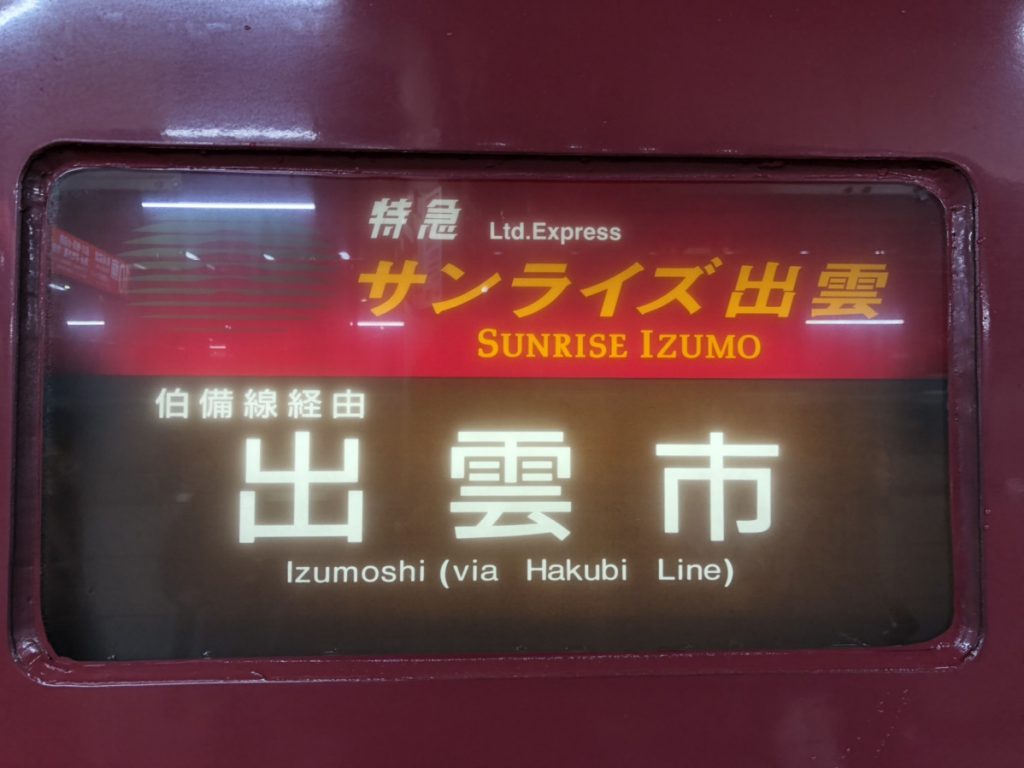 特急 Ltd.Express
サンライズ出雲
SUNRISE IZUMO
伯備線経由
出雲市
Izumoshi (via Hakubi Line)